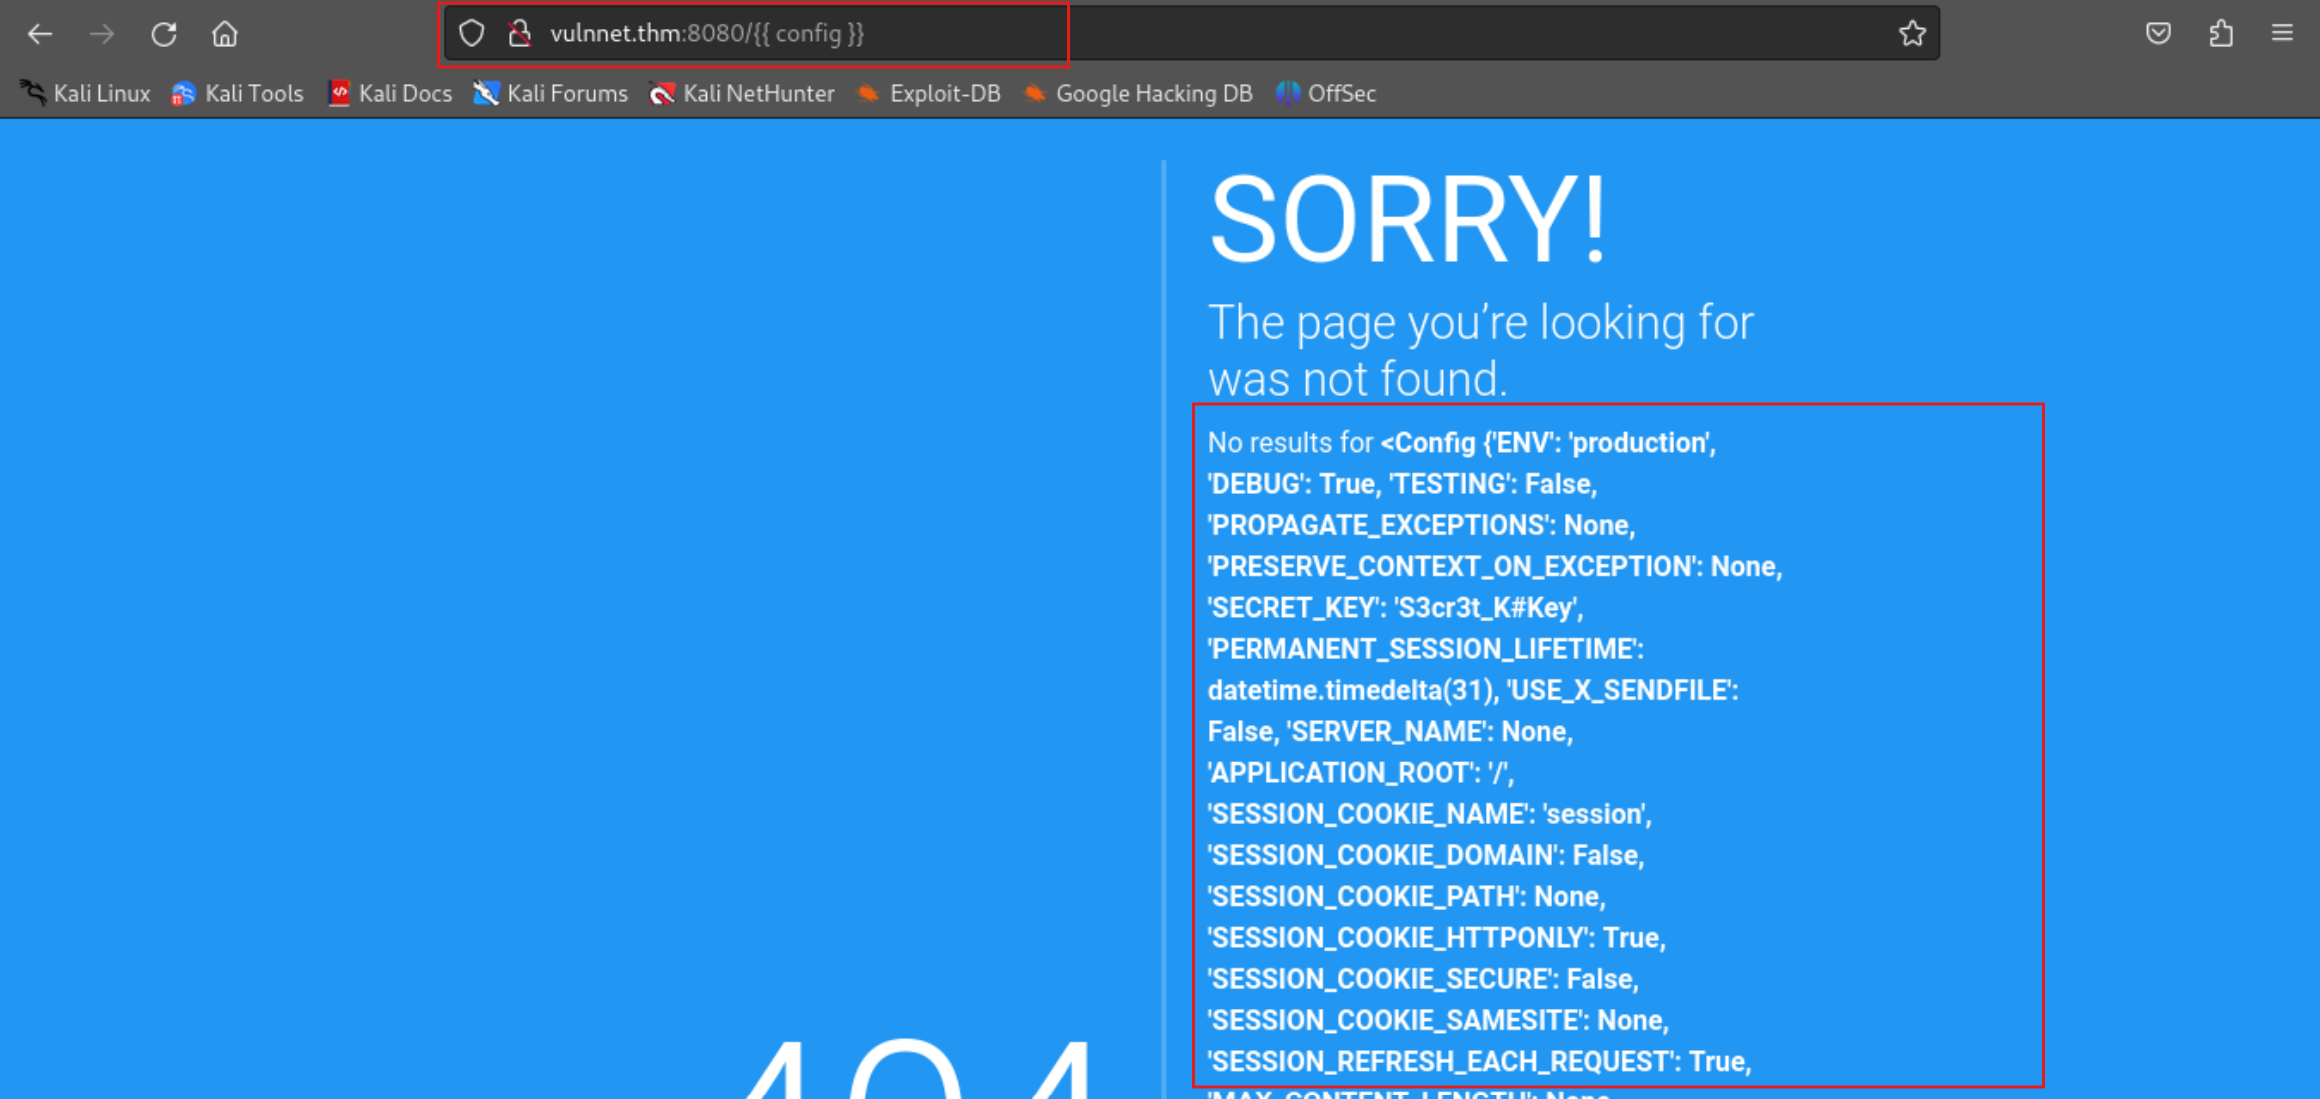 vulnnet.thm:8080/{{ config }}
Kali Linux Kali Tools Kali Docs Kali Forums Kali NetHunter Exploit-DB Google Hacking DB OffSec
SORRY!
The page you’re looking for
was not found.
No results for <Config {'ENV': 'production',
'DEBUG': True, 'TESTING': False,
'PROPAGATE_EXCEPTIONS': None,
'PRESERVE_CONTEXT_ON_EXCEPTION': None,
'SECRET_KEY': 'S3cr3t_K#Key',
'PERMANENT_SESSION_LIFETIME':
datetime.timedelta(31), 'USE_X_SENDFILE':
False, 'SERVER_NAME': None,
'APPLICATION_ROOT': '/',
'SESSION_COOKIE_NAME': 'session',
'SESSION_COOKIE_DOMAIN': False,
'SESSION_COOKIE_PATH': None,
'SESSION_COOKIE_HTTPONLY': True,
'SESSION_COOKIE_SECURE': False,
'SESSION_COOKIE_SAMESITE': None,
'SESSION_REFRESH_EACH_REQUEST': True,
'MAX_CONTENT_LENGTH': None
404